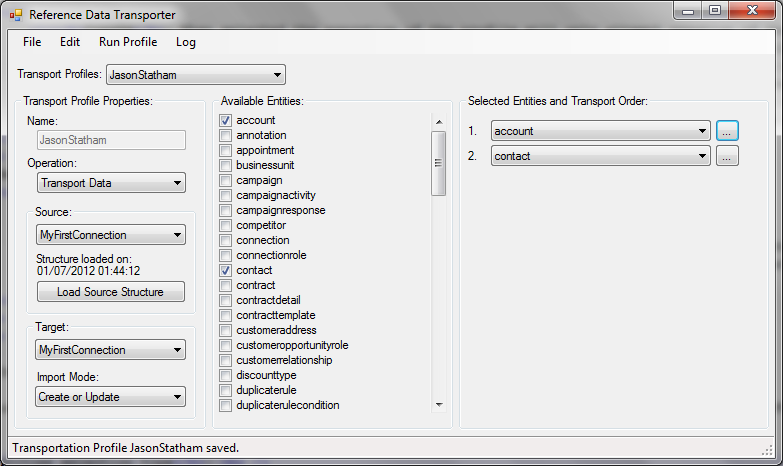 Reference Data Transporter
File Edit Run Profile Log
Transport Profiles: JasonStatham
Transport Profile Properties:
Name:
JasonStatham
Operation:
Transport Data
Source:
MyFirstConnection
Structure loaded on:
01/07/2012 01:44:12
Load Source Structure
Target:
MyFirstConnection
Import Mode:
Create or Update
Available Entities:
account
annotation
appointment
businessunit
campaign
campaignactivity
campaignresponse
competitor
connection
connectionrole
contact
contract
contractdetail
contracttemplate
customeraddress
customeropportunityrole
customerrelationship
discounttype
duplicaterule
duplicaterulecondition
Selected Entities and Transport Order:
1. account ...
2. contact ...
Transportation Profile JasonStatham saved.